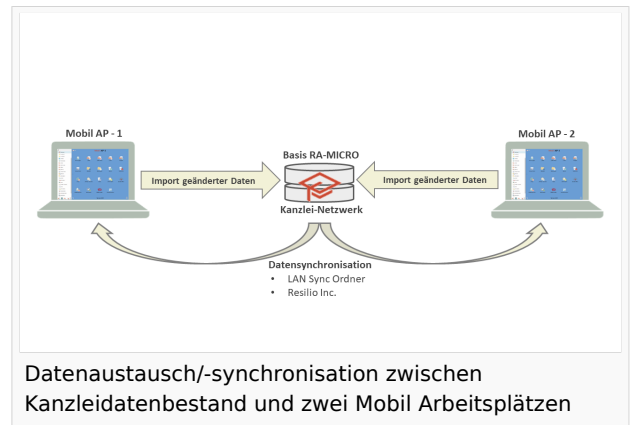 Mobil AP - 1
Mobil AP - 2
Basis RA-MICRO
Import geänderter Daten
Import geänderter Daten
Kanzlei-Netzwerk
Datensynchronisation
• LAN Sync Ordner
• Resilio Inc.
Datenaustausch/-synchronisation zwischen
Kanzleidatenbestand und zwei Mobil Arbeitsplätzen